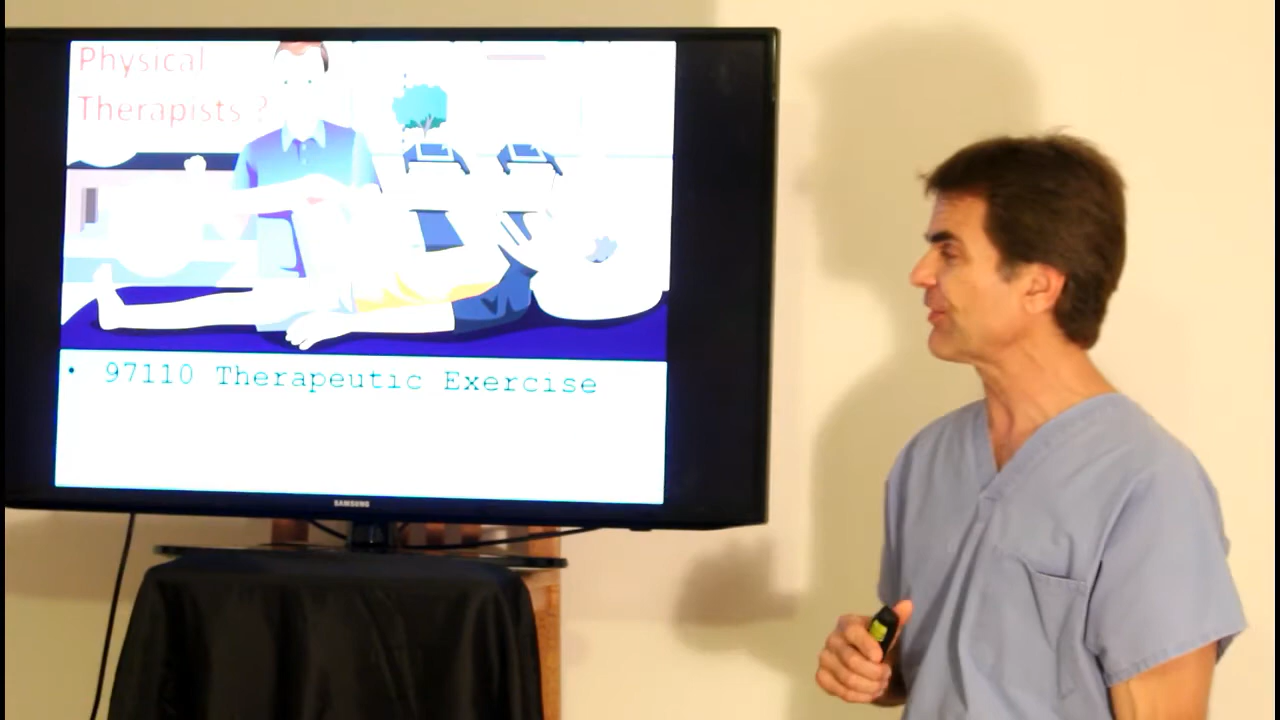 Physical
Therapists ?
• 97110 Therapeutic Exercise
SAMSUNG